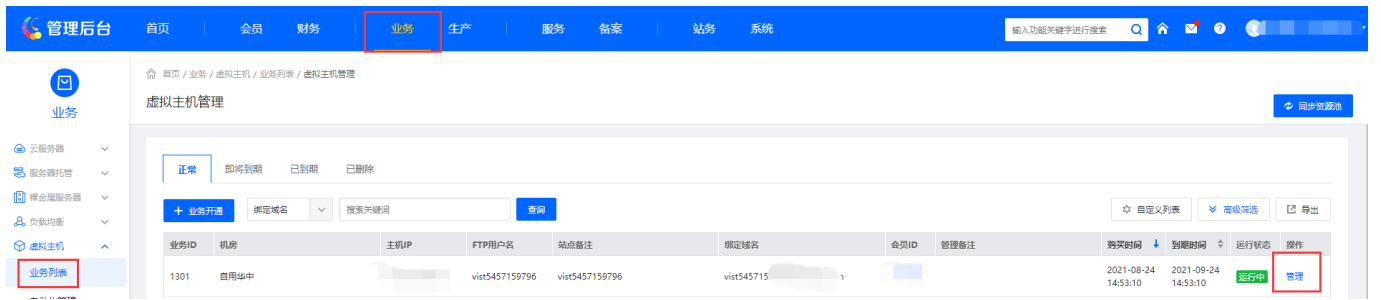 管理后台 首页 会员 财务 业务 生产 服务 备案 站务 系统 输入功能关键字进行搜索
首页 / 业务 / 虚拟主机 / 业务列表 / 虚拟主机管理
虚拟主机管理
同步资源池
业务
云服务器
服务器托管
裸金属服务器
负载均衡
虚拟主机
业务列表
自动化管理
正常 即将到期 已到期 已删除
+ 业务开通 绑定域名 搜索关键词 查询 自定义列表 高级筛选 导出
业务ID 机房 主机IP FTP用户名 站点备注 绑定域名 会员ID 管理备注 购买时间 到期时间 运行状态 操作
1301 自用华中 vist5457159796 vist5457159796 vist545715 2021-08-24 14:53:10 2021-09-24 14:53:10 运行中 管理